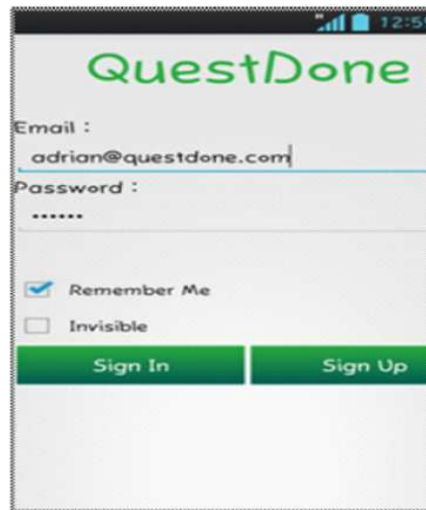 12:59
QuestDone
Email :
adrian@questdone.com
Password :
••••••
Remember Me
Invisible
Sign In
Sign Up